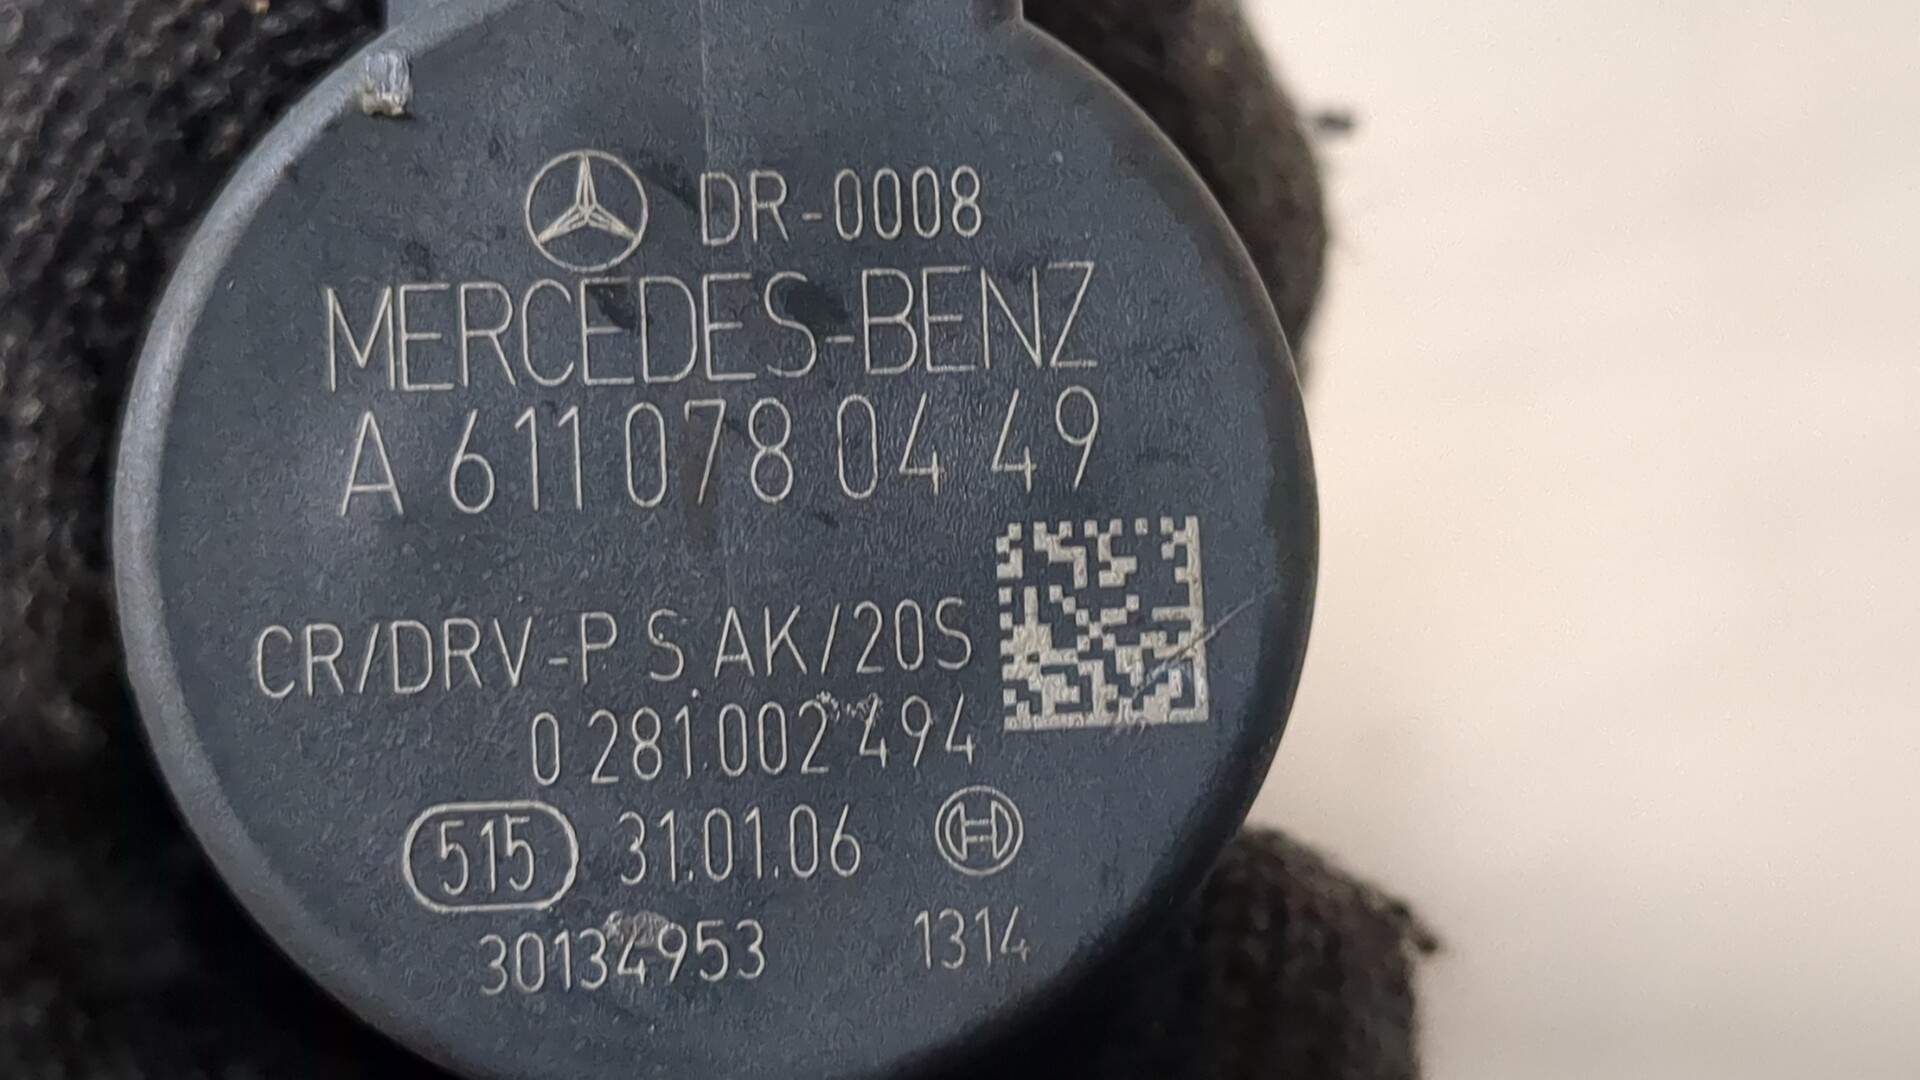 DR-0008
MERCEDES-BENZ
A 611 078 04 49
CR/DRV-P S AK/20S
0 281 002 494
515 31.01.06
30134953 1314